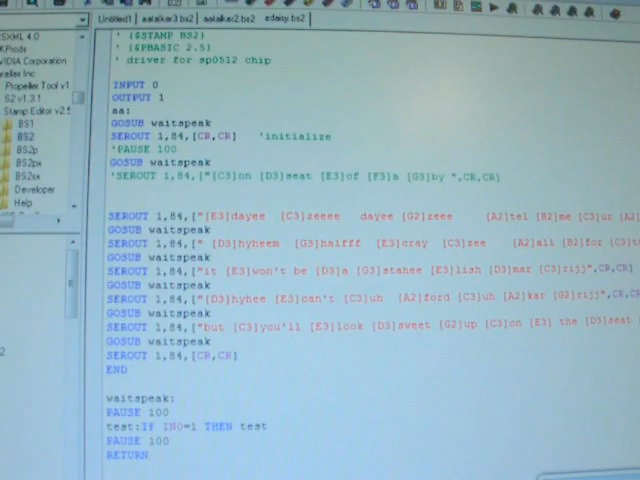 Untitled1 aatalker3.bs2 aatalker2.bs2 zdaisy.bs2
SXML 4.0
KProds
VIDIA Corporation
arallax Inc
Propeller Tool v1
S2 v1.3.1
Stamp Editor v2.5
BS1
BS2
BS2p
BS2px
BS2sx
Developer
Help
' {$STAMP BS2}
' {$PBASIC 2.5}
' driver for sp0512 chip
INPUT 0
OUTPUT 1
aa:
GOSUB waitspeak
SEROUT 1,84,[CR,CR] 'initialize
'PAUSE 100
GOSUB waitspeak
'SEROUT 1,84,["[C3]on [D3]seat [E3]of [F3]a [G3]by ",CR,CR]
SEROUT 1,84,["[E3]dayee [C3]zeeee dayee [G2]zeee [A2]tel [B2]me [C3]ur [A2]
GOSUB waitspeak
SEROUT 1,84,[" [D3]hybeem [G3]halfff [E3]cray [C3]zee [A2]all [B2]for [C3]t
GOSUB waitspeak
SEROUT 1,84,["it [E3]won't be [D3]a [G3]stahee [E3]lish [D3]mar [C3]rijj",CR,CR]
GOSUB waitspeak
SEROUT 1,84,["[D3]hyhee [E3]can't [C3]uh [A2]ford [C3]uh [A2]kar [G2]rijj",CR,CR
GOSUB waitspeak
SEROUT 1,84,["but [C3]you'll [E3]look [D3]sweet [G2]up [C3]on [E3] the [D3]seat
GOSUB waitspeak
SEROUT 1,84,[CR,CR]
END
waitspeak:
PAUSE 100
test:IF IN0=1 THEN test
PAUSE 100
RETURN